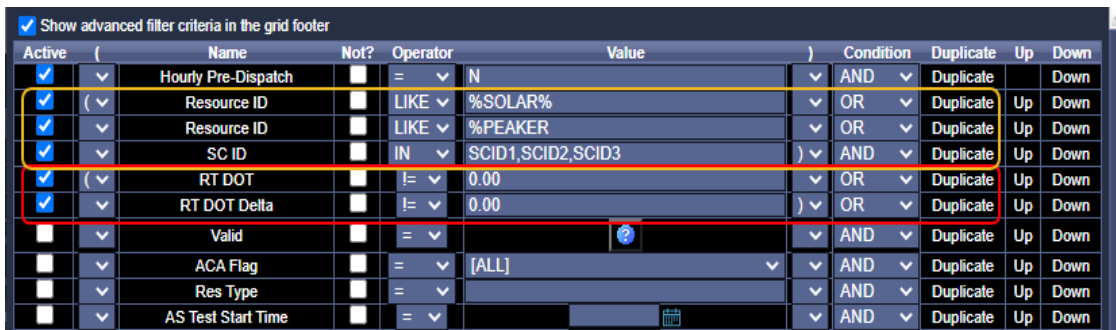 Show advanced filter criteria in the grid footer
Active ( Name Not? Operator Value ) Condition Duplicate Up Down
Hourly Pre-Dispatch = N AND Duplicate Down
( Resource ID LIKE %SOLAR% OR Duplicate Up Down
Resource ID LIKE %PEAKER OR Duplicate Up Down
SC ID IN SCID1,SCID2,SCID3 ) AND Duplicate Up Down
( RT DOT != 0.00 OR Duplicate Up Down
RT DOT Delta != 0.00 ) OR Duplicate Up Down
Valid = ? AND Duplicate Up Down
ACA Flag = [ALL] AND Duplicate Up Down
Res Type = AND Duplicate Up Down
AS Test Start Time = AND Duplicate Up Down